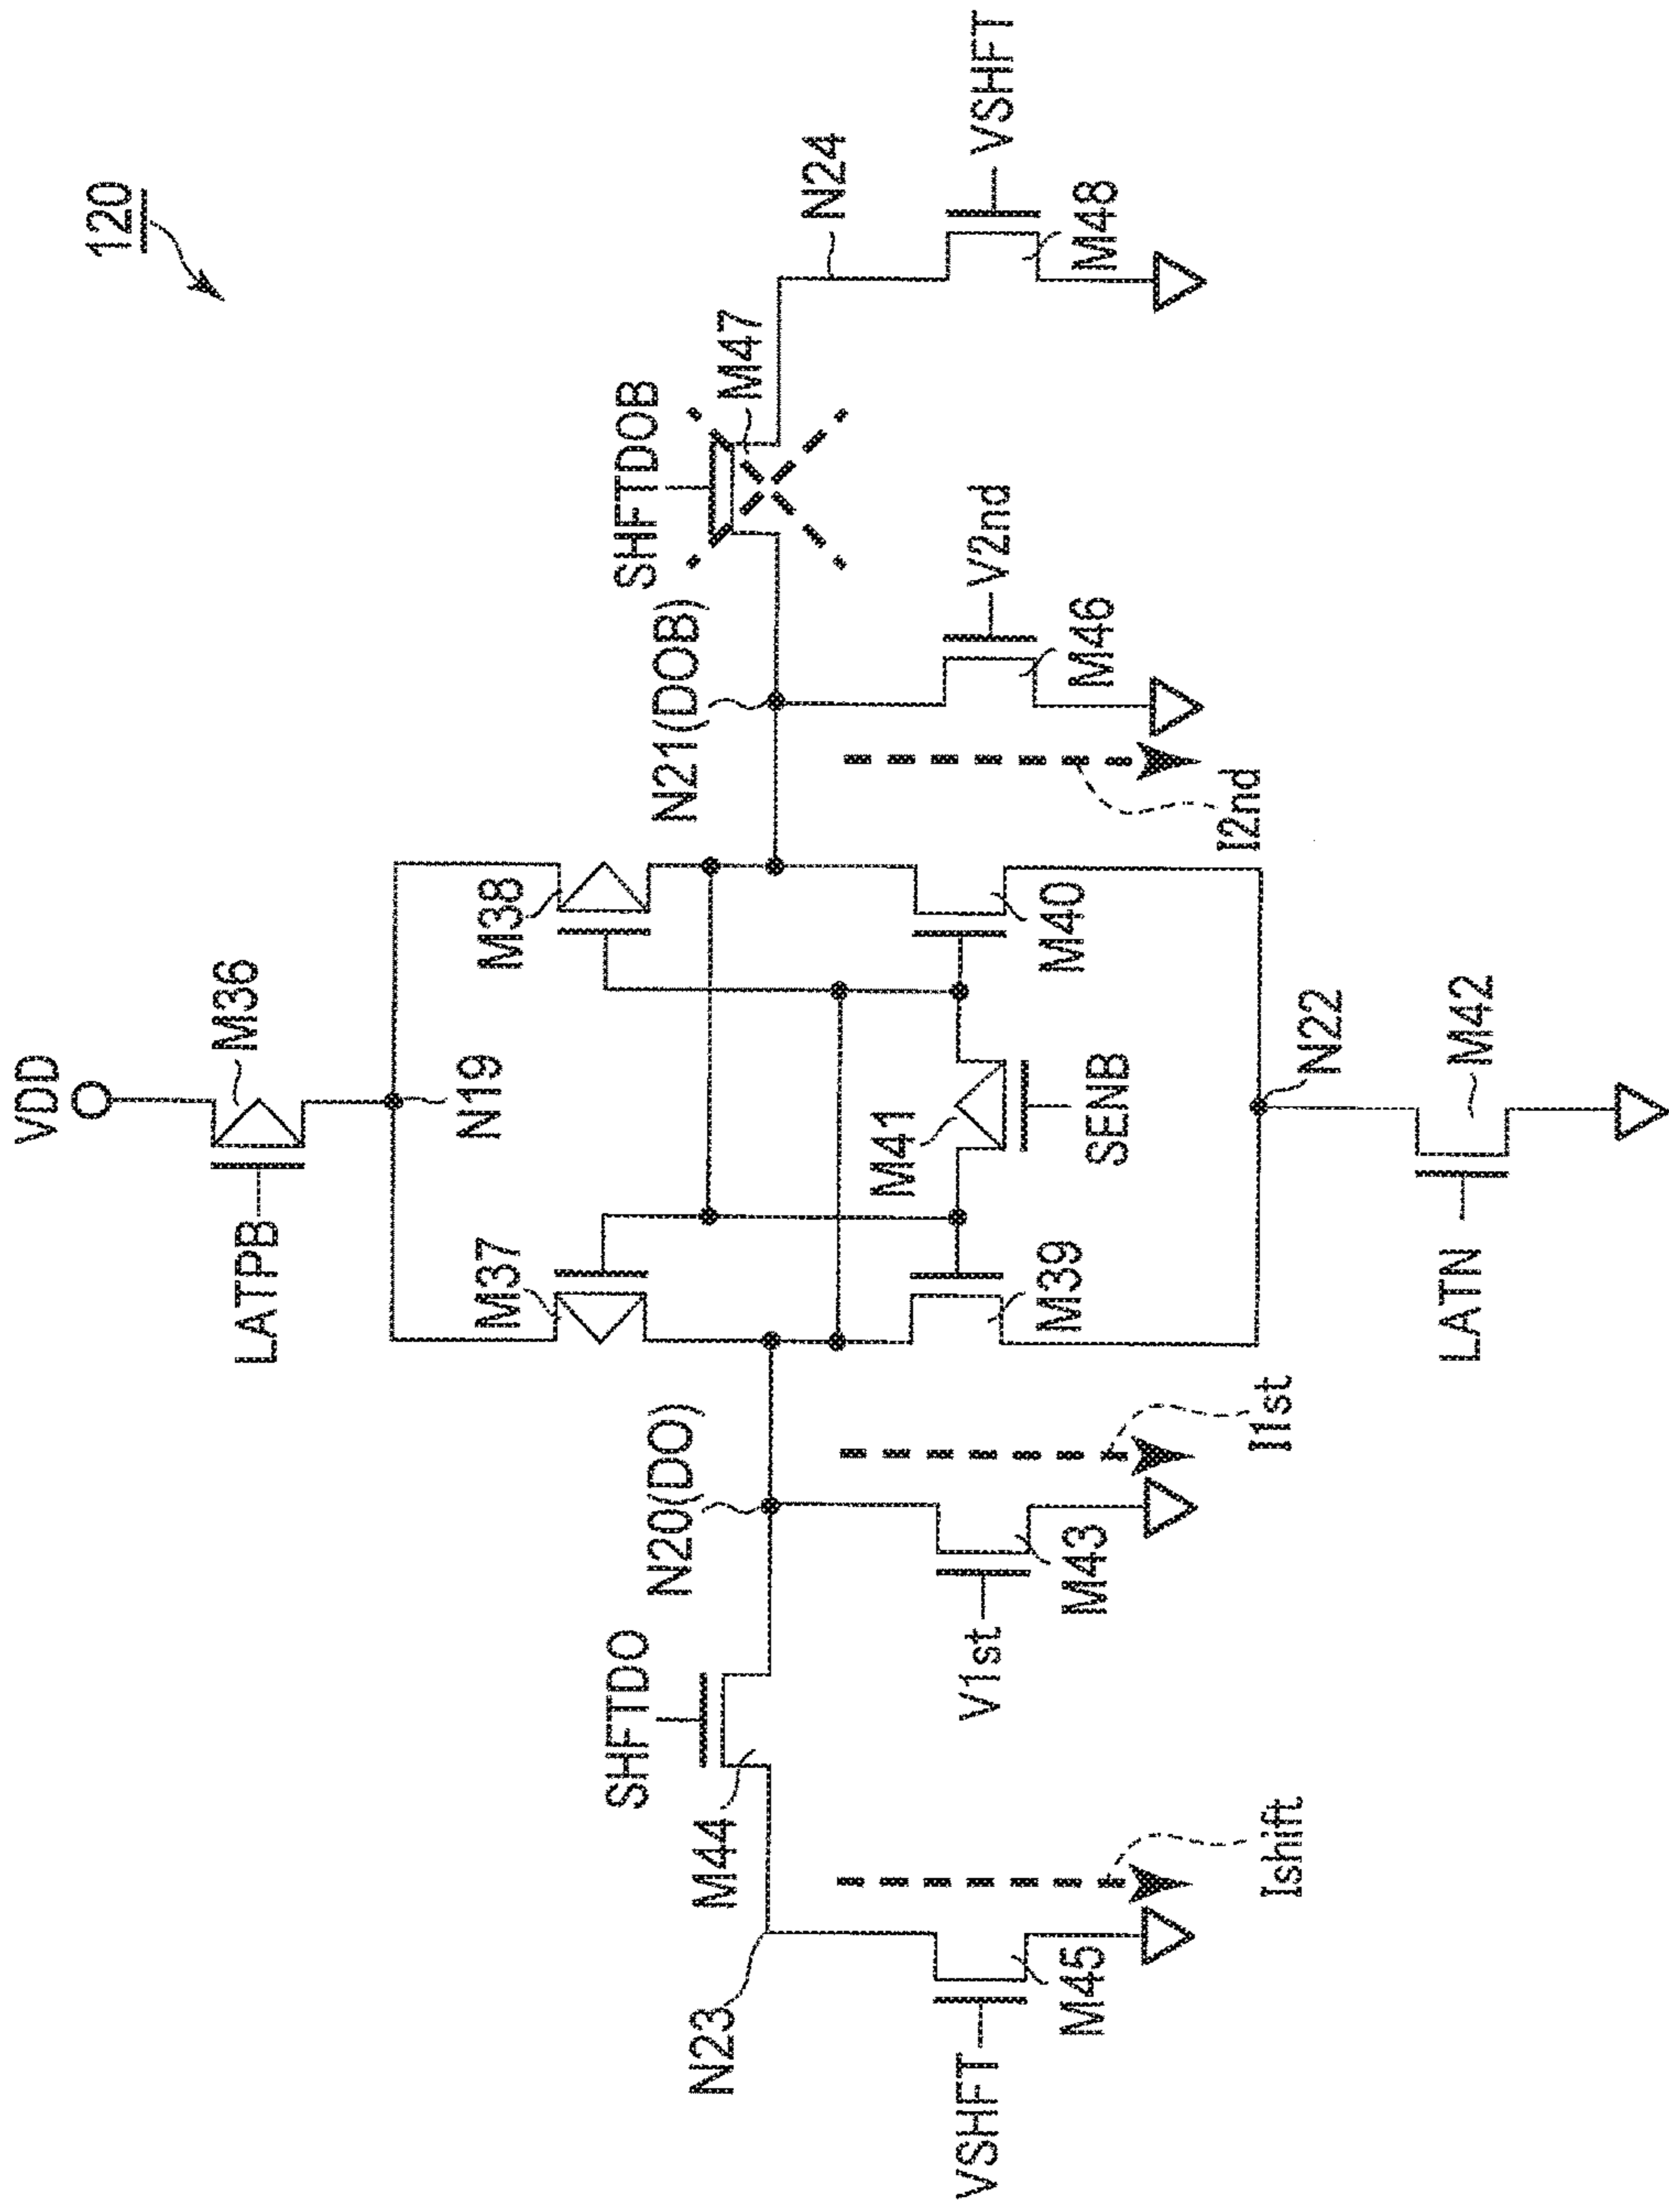 120
VDD
LATPB
M36
N19
M37
M38
SHFTDO
N20(DO)
N21(DOB)
SHFTDOB
M47
N24
N23
M44
M41
SENB
VSHFT
M45
V1st
M43
M39
M40
V2nd
M46
VSHFT
M48
Ishift
I1st
I2nd
N22
LATN
M42